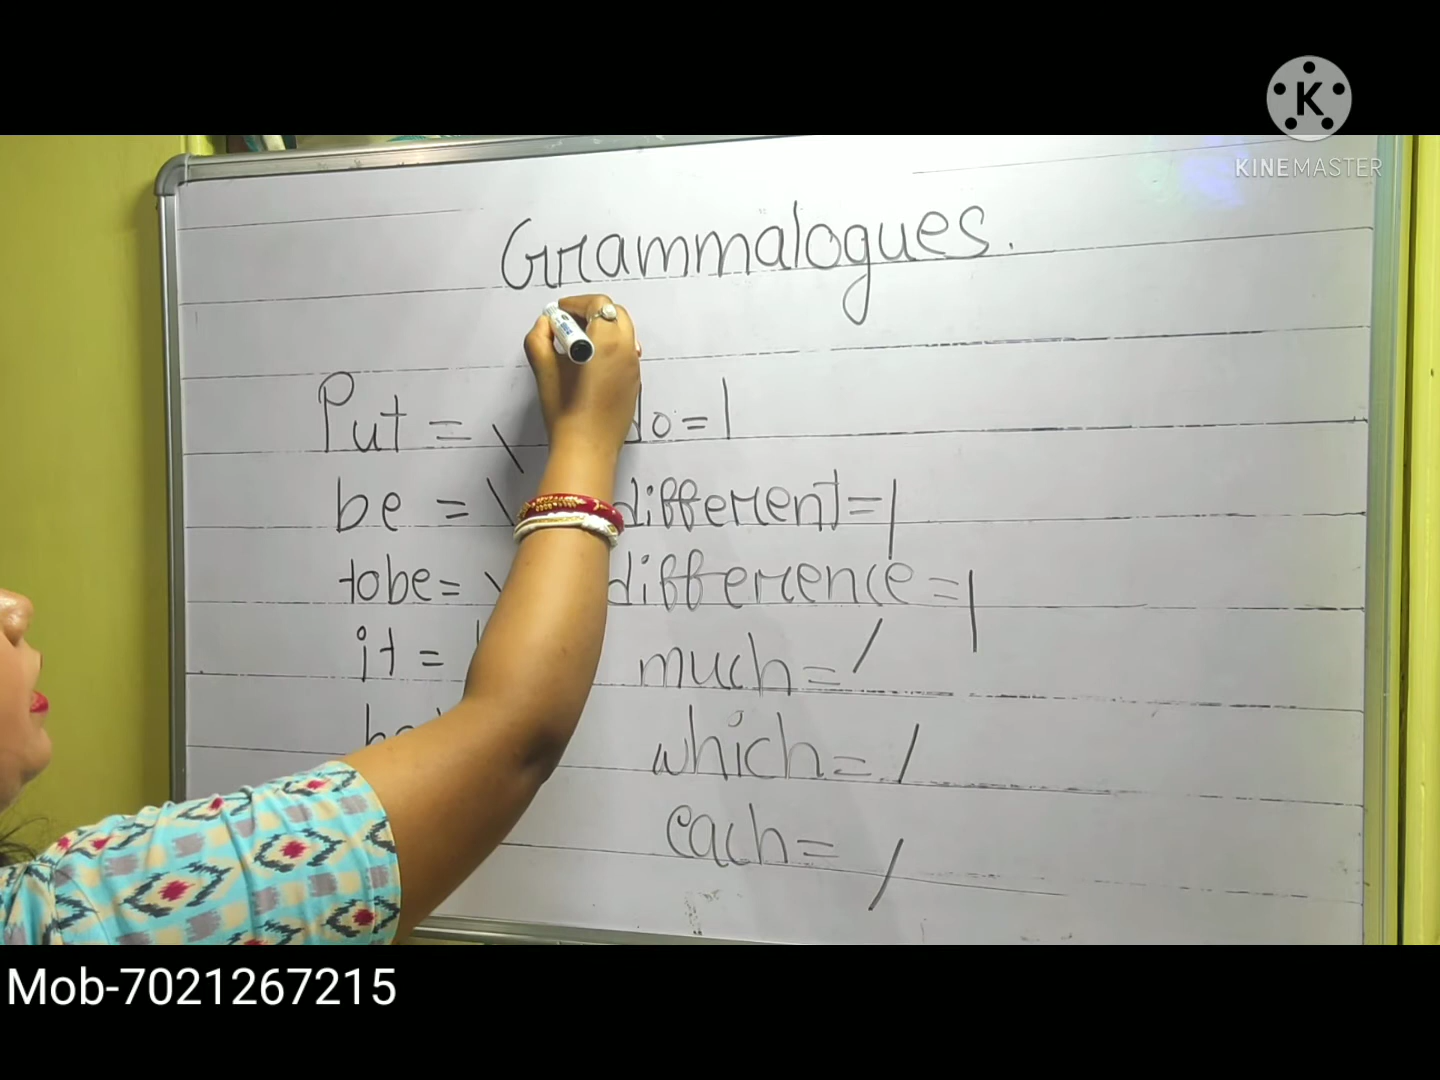 KINEMASTER
Grammalogues.
Put = \
do = |
be = \
different = |
tobe = \
difference = |
it = |
much = /
which = /
each = /
Mob-7021267215